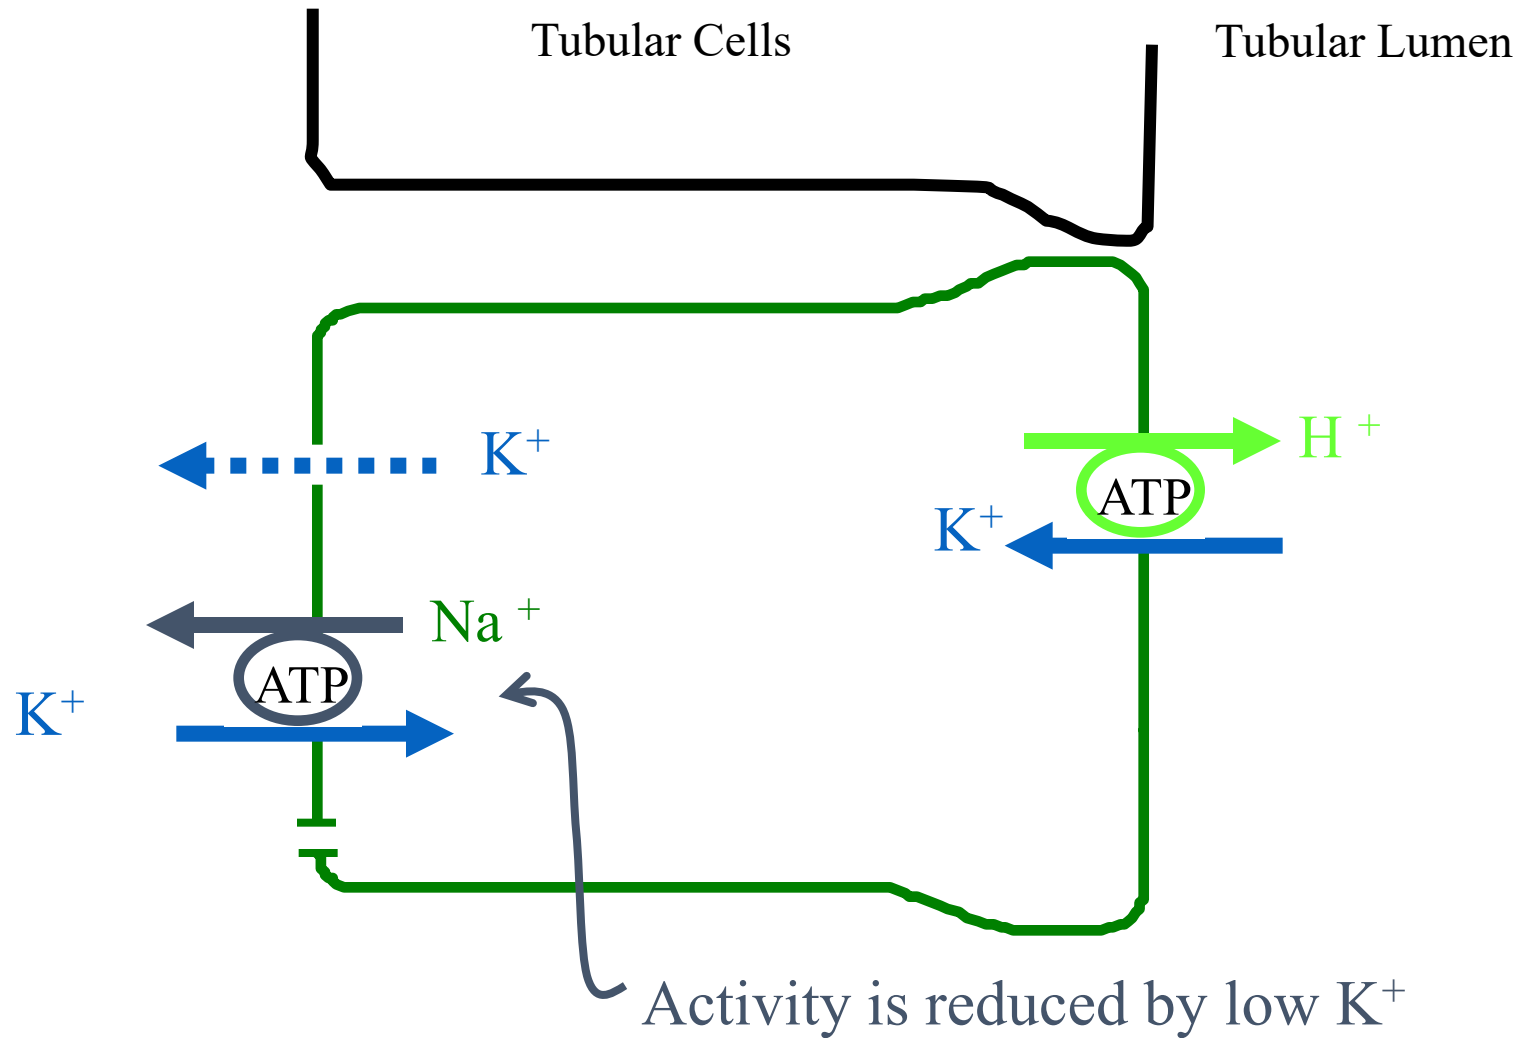 Tubular Cells
Tubular Lumen
K+
H +
ATP
K+
Na +
ATP
K+
Activity is reduced by low K+